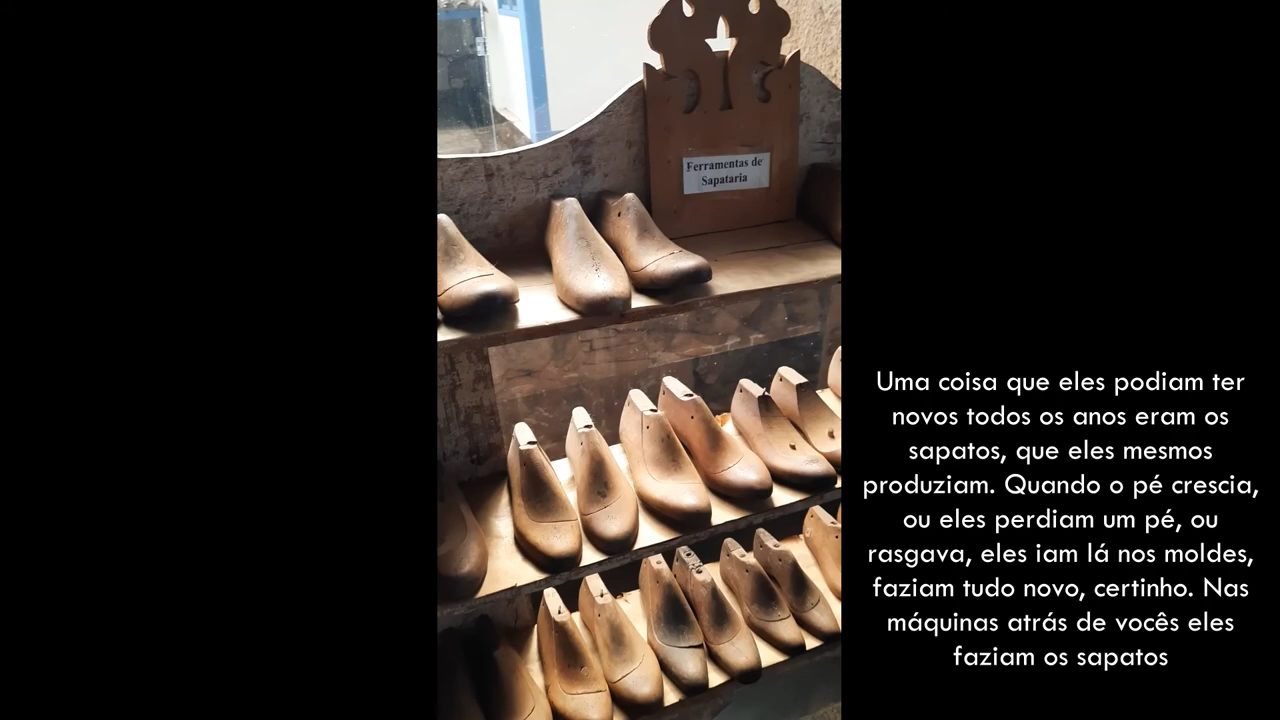 Ferramentas de
Sapataria
Uma coisa que eles podiam ter
novos todos os anos eram os
sapatos, que eles mesmos
produziam. Quando o pé crescia,
ou eles perdiam um pé, ou
rasgava, eles iam lá nos moldes,
faziam tudo novo, certinho. Nas
máquinas atrás de vocês eles
faziam os sapatos